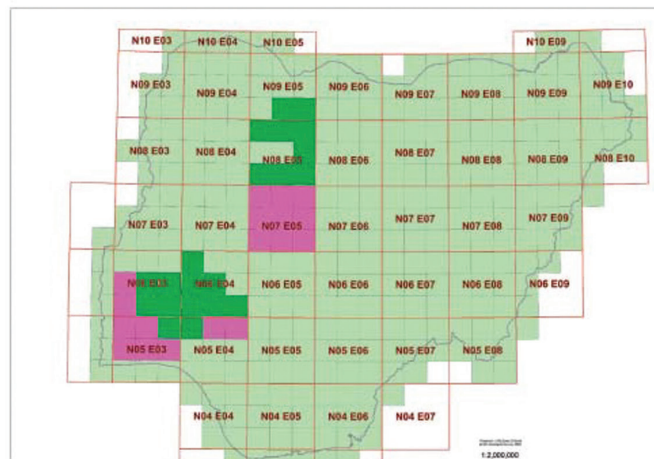 N10 E03 N10 E04 N10 E05 N10 E09
N09 E03 N09 E04 N09 E05 N09 E06 N09 E07 N09 E08 N09 E09 N09 E10
N08 E03 N08 E04 N08 E05 N08 E06 N08 E07 N08 E08 N08 E09 N08 E10
N07 E03 N07 E04 N07 E05 N07 E06 N07 E07 N07 E08 N07 E09
N06 E03 N06 E04 N06 E05 N06 E06 N06 E07 N06 E08 N06 E09
N05 E03 N05 E04 N05 E05 N05 E06 N05 E07 N05 E08
N04 E04 N04 E05 N04 E06 N04 E07
1:2,000,000